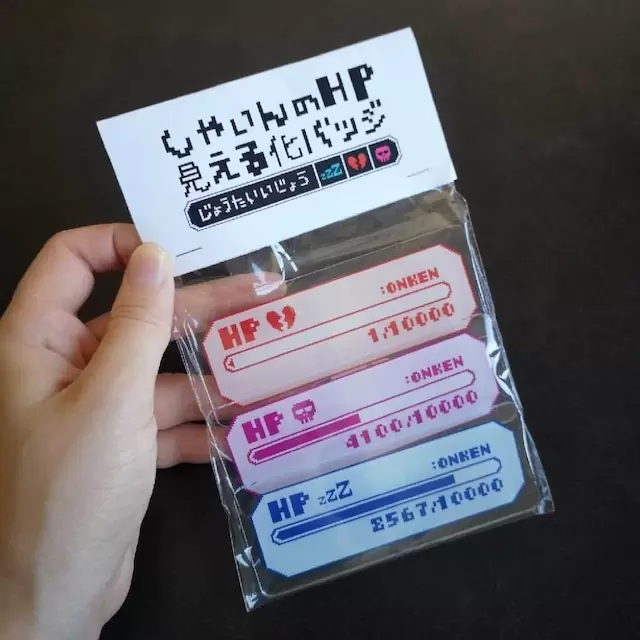 しゃいんのHP
見える化バッジ
じょうたいいじょう zzZ
:ONKEN
HP
1/10000
:ONKEN
HP
4100/10000
:ONKEN
HP zzZ
8567/10000